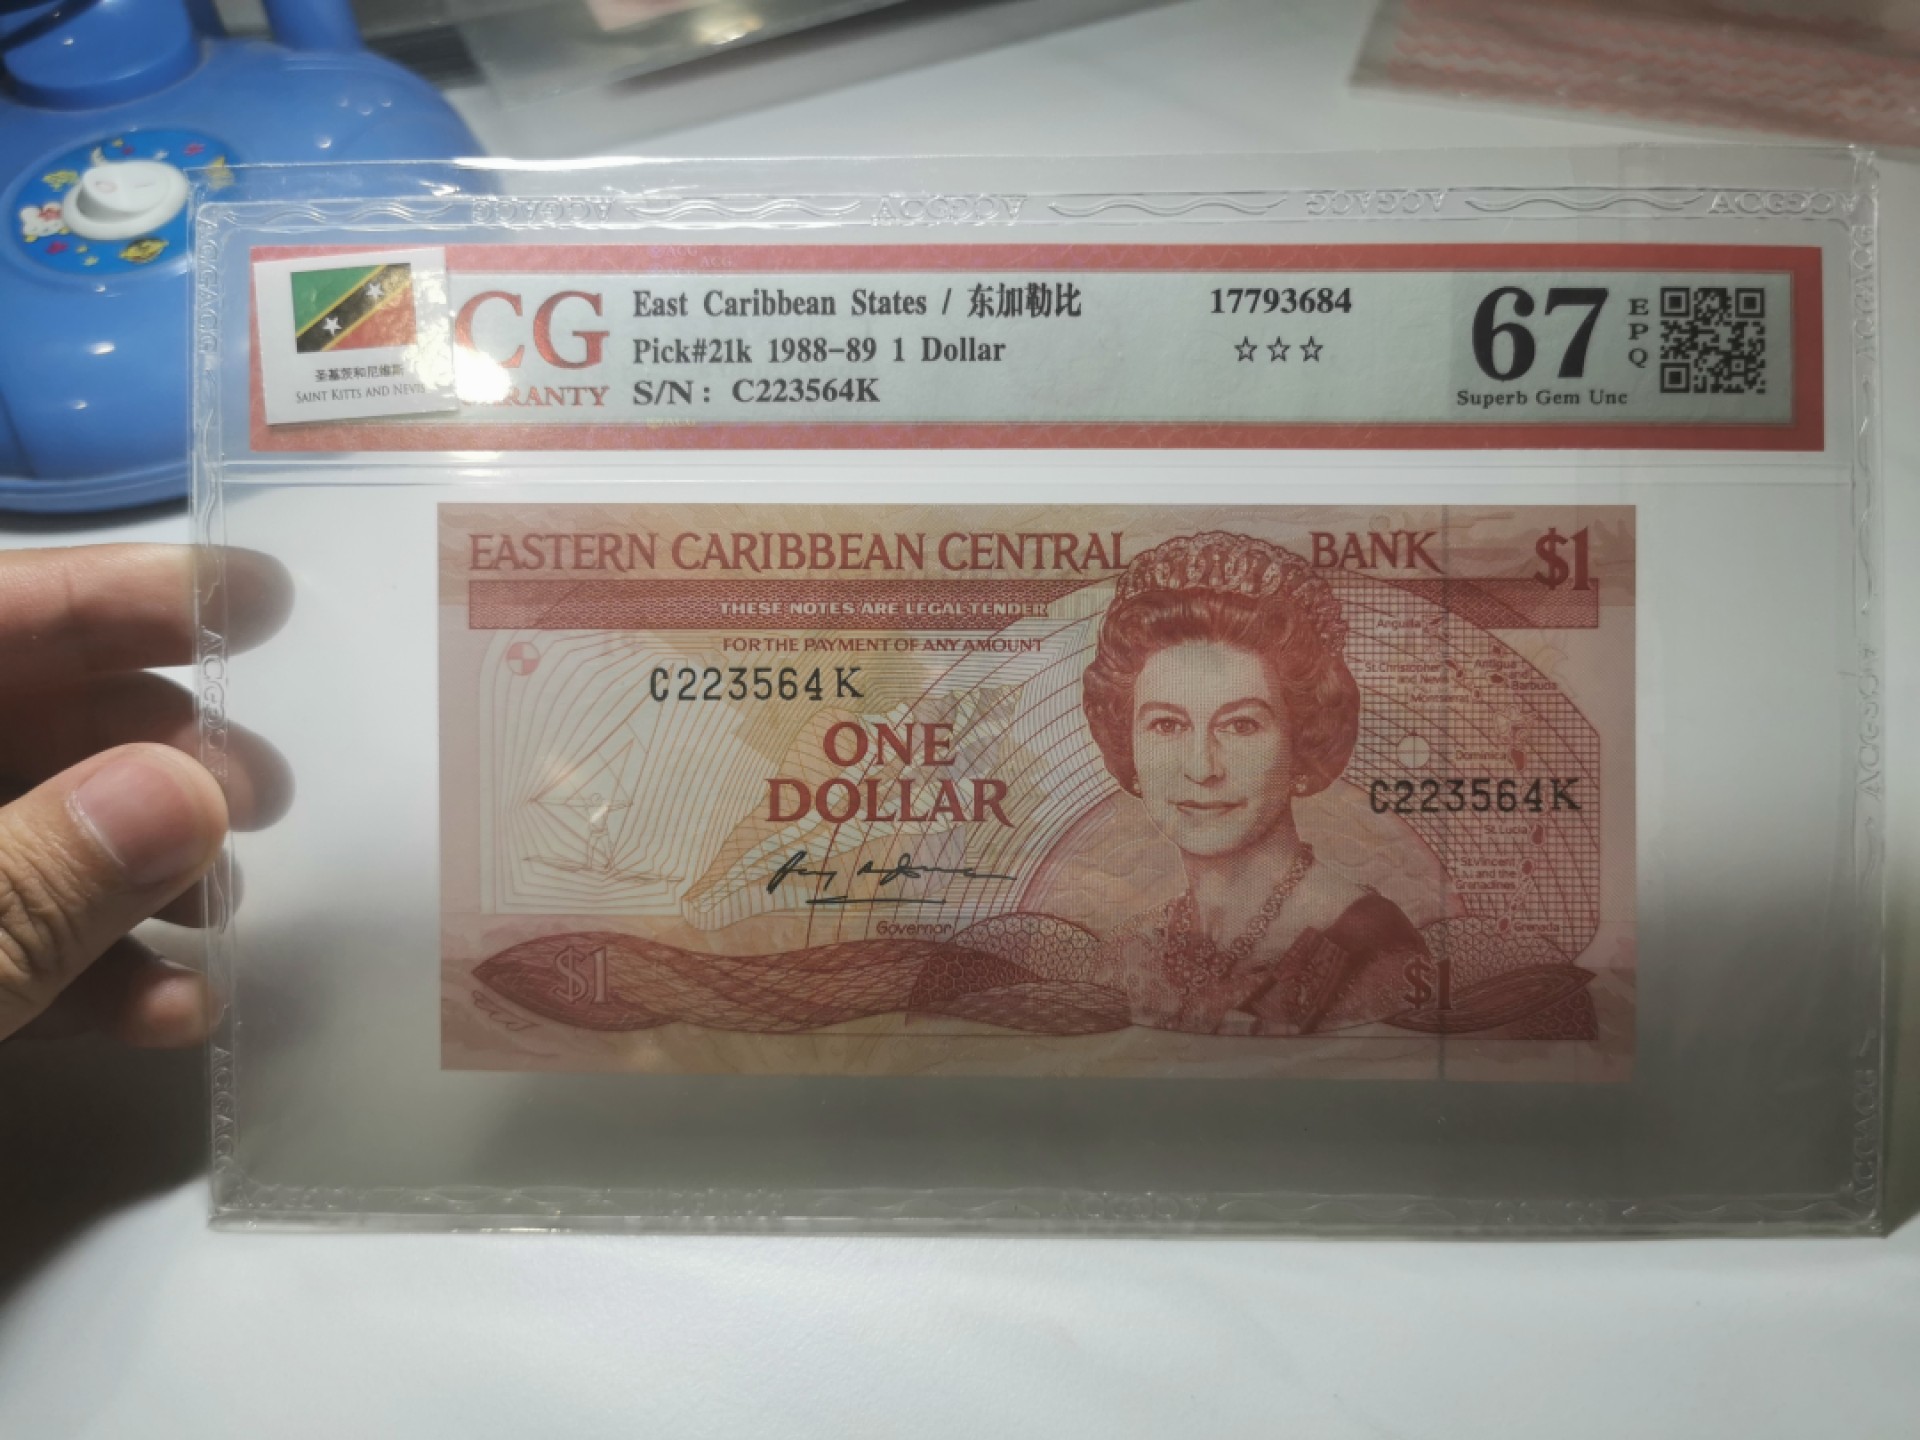 圣基茨和尼维斯
SAINT KITTS AND NEVIS
CG
RANTY
East Caribbean States / 东加勒比
Pick#21k 1988-89 1 Dollar
S/N: C223564K
17793684
☆☆☆
67
EPQ
Superb Gem Unc
EASTERN CARIBBEAN CENTRAL BANK $1
THESE NOTES ARE LEGAL TENDER
FOR THE PAYMENT OF ANY AMOUNT
C223564K
ONE
DOLLAR
Governor
$1
Anguilla
St. Christopher
and Nevis
Antigua
and
Barbuda
Montserrat
Dominica
C223564K
St. Lucia
St. Vincent
and the
Grenadines
Grenada
$1